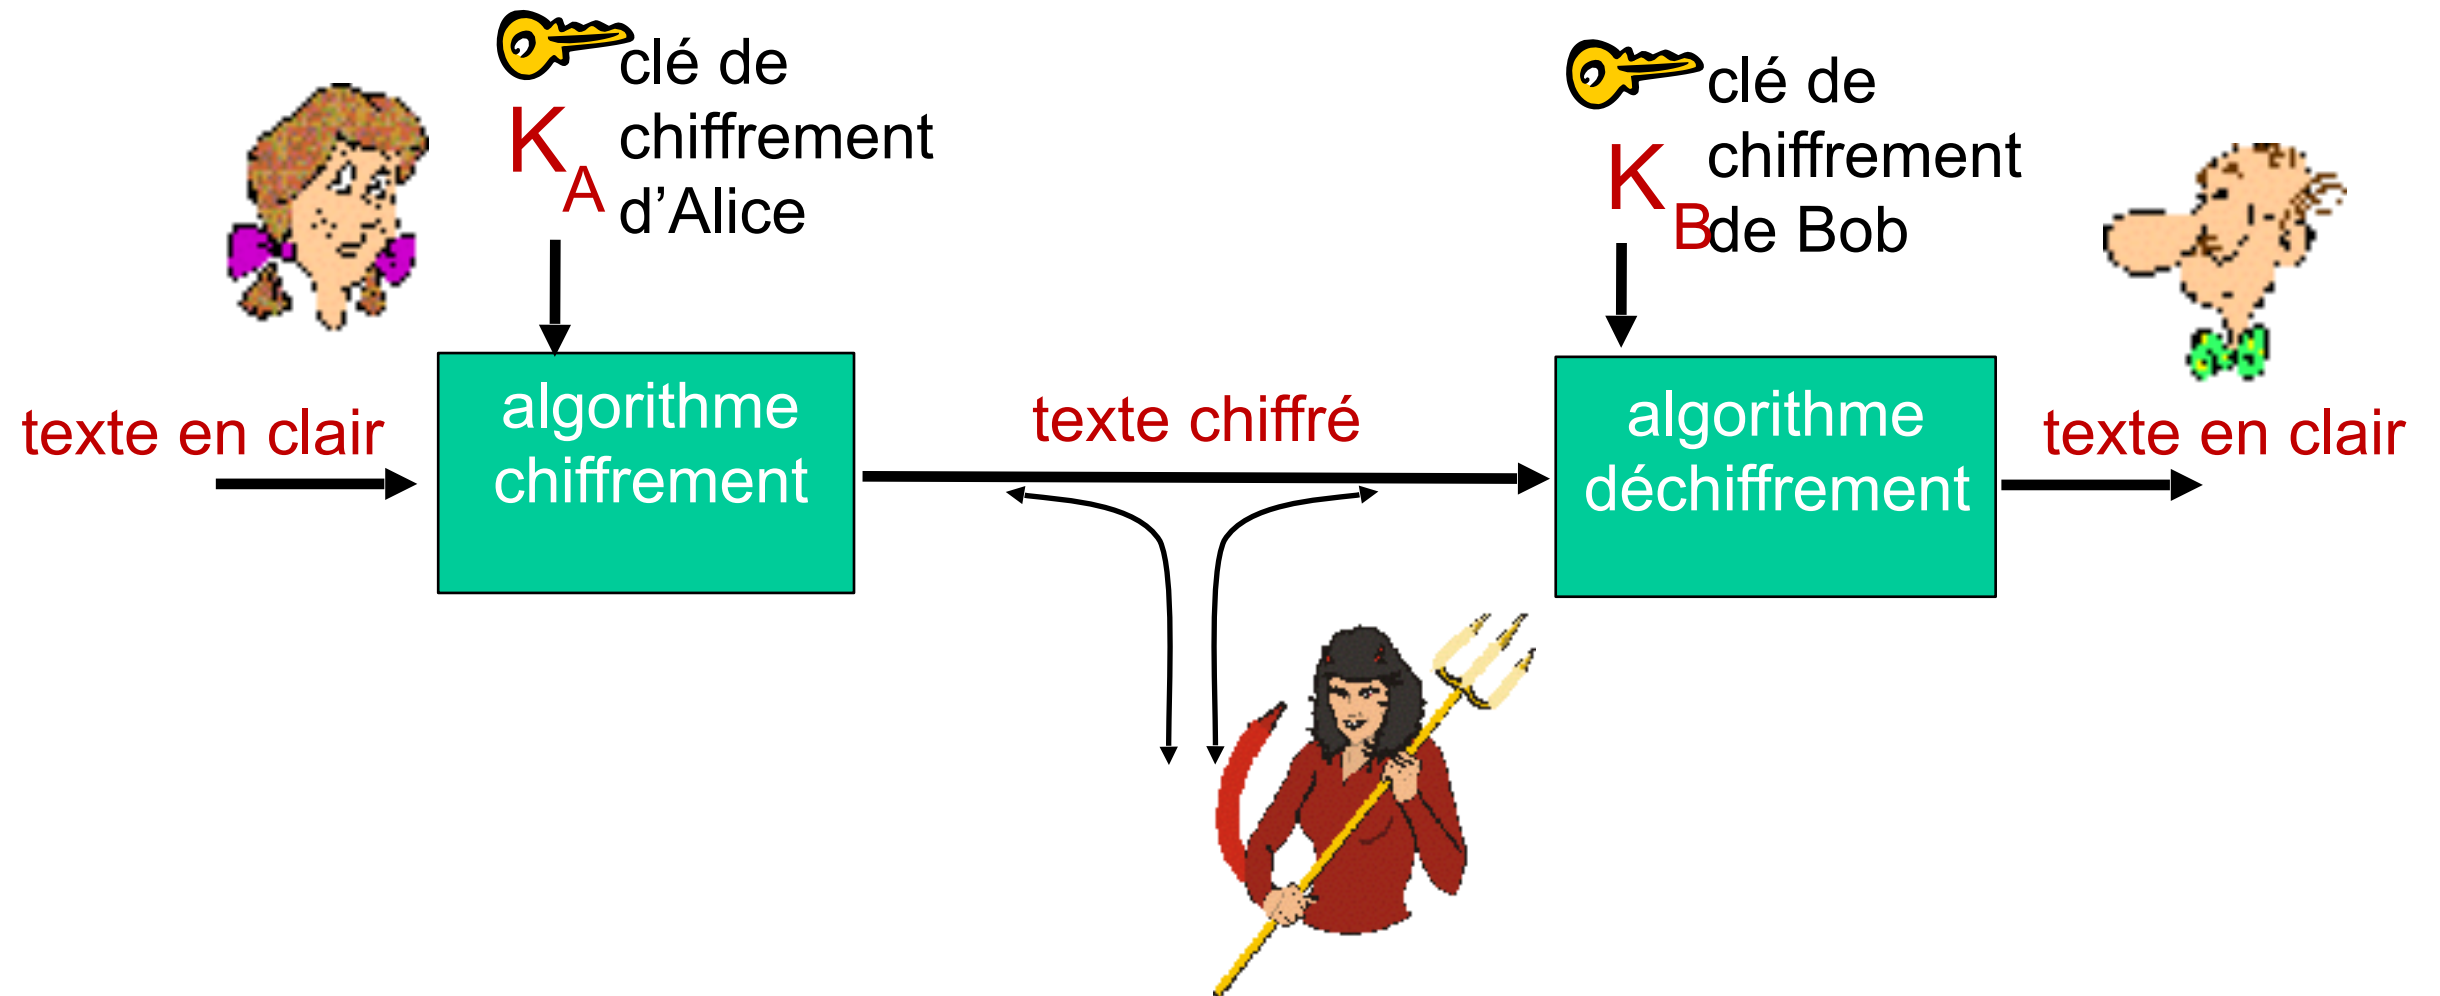 clé de
chiffrement
d’Alice
K
A
clé de
chiffrement
de Bob
K
B
texte en clair
algorithme
chiffrement
texte chiffré
algorithme
déchiffrement
texte en clair